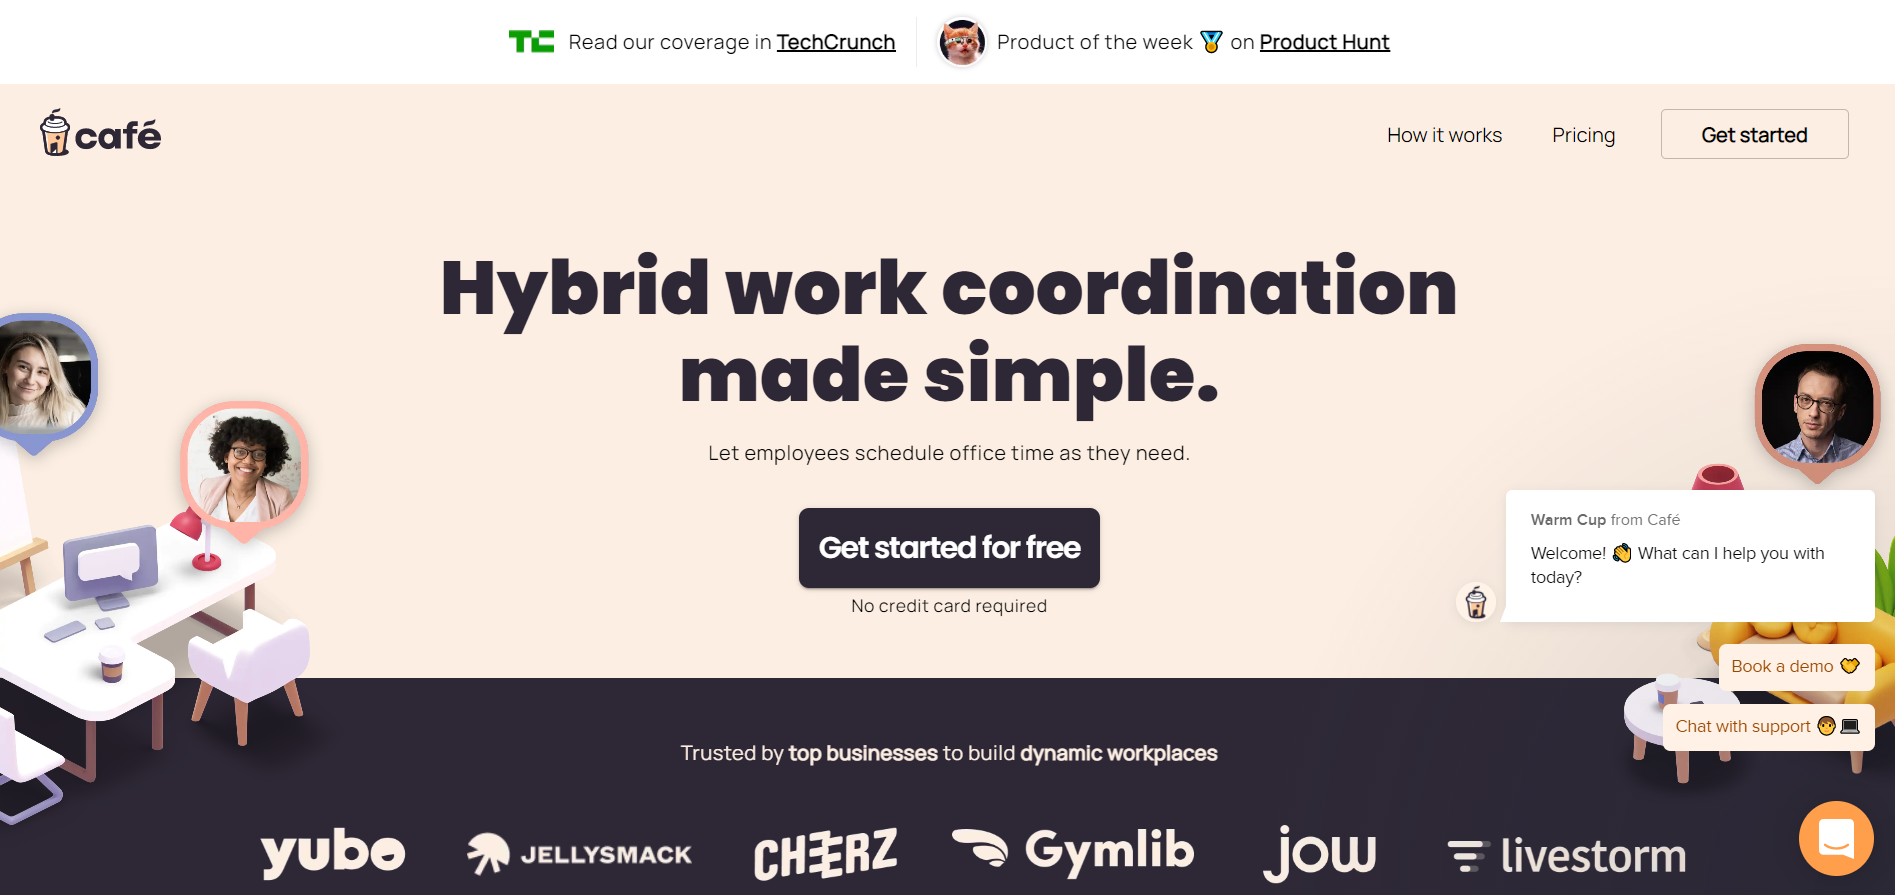 Read our coverage in TechCrunch
Product of the week 🏅 on Product Hunt
café
How it works
Pricing
Get started
Hybrid work coordination
made simple.
Let employees schedule office time as they need.
Get started for free
No credit card required
Warm Cup from Café
Welcome! 👋 What can I help you with
today?
Book a demo
Chat with support
Trusted by top businesses to build dynamic workplaces
yubo
JELLYSMACK
CHEERZ
Gymlib
jow
livestorm